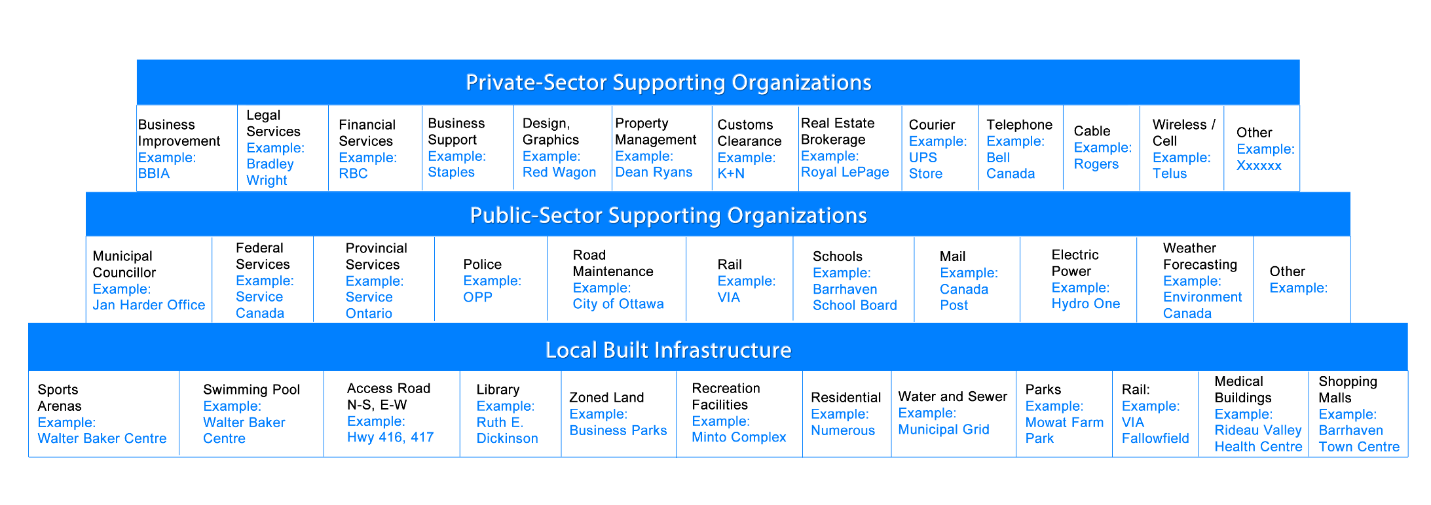 Private-Sector Supporting Organizations
Business
Improvement
Example:
BBIA
Legal
Services
Example:
Bradley
Wright
Financial
Services
Example:
RBC
Business
Support
Example:
Staples
Design,
Graphics
Example:
Red Wagon
Property
Management
Example:
Dean Ryans
Customs
Clearance
Example:
K+N
Real Estate
Brokerage
Example:
Royal LePage
Courier
Example:
UPS
Store
Telephone
Example:
Bell
Canada
Cable
Example:
Rogers
Wireless /
Cell
Example:
Telus
Other
Example:
Xxxxxx
Public-Sector Supporting Organizations
Municipal
Councillor
Example:
Jan Harder Office
Federal
Services
Example:
Service
Canada
Provincial
Services
Example:
Service
Ontario
Police
Example:
OPP
Road
Maintenance
Example:
City of Ottawa
Rail
Example:
VIA
Schools
Example:
Barrhaven
School Board
Mail
Example:
Canada
Post
Electric
Power
Example:
Hydro One
Weather
Forecasting
Example:
Environment
Canada
Other
Example:
Local Built Infrastructure
Sports
Arenas
Example:
Walter Baker Centre
Swimming Pool
Example:
Walter Baker
Centre
Access Road
N-S, E-W
Example:
Hwy 416, 417
Library
Example:
Ruth E.
Dickinson
Zoned Land
Example:
Business Parks
Recreation
Facilities
Example:
Minto Complex
Residential
Example:
Numerous
Water and Sewer
Example:
Municipal Grid
Parks
Example:
Mowat Farm
Park
Rail:
Example:
VIA
Fallowfield
Medical
Buildings
Example:
Rideau Valley
Health Centre
Shopping
Malls
Example:
Barrhaven
Town Centre